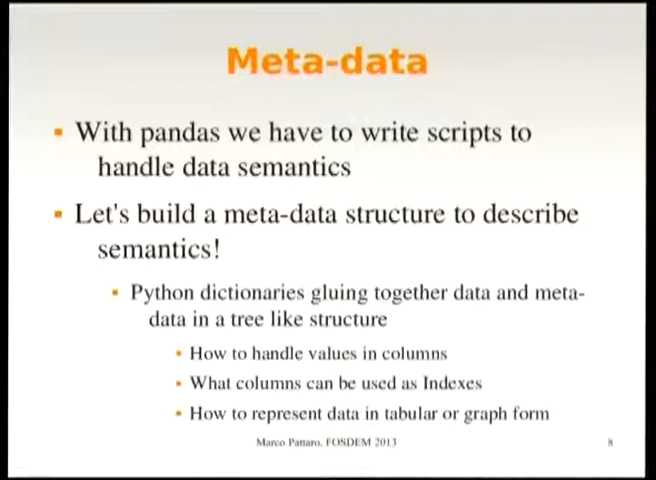 Meta-data
With pandas we have to write scripts to
handle data semantics
Let's build a meta-data structure to describe
semantics!
Python dictionaries gluing together data and meta-
data in a tree like structure
How to handle values in columns
What columns can be used as Indexes
How to represent data in tabular or graph form
Marco Pattaro, FOSDEM 2013
8